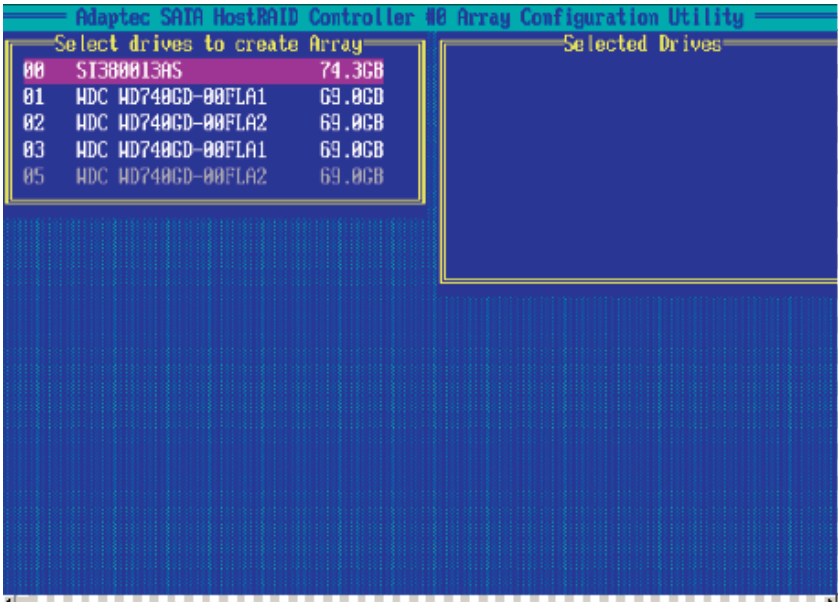 Adaptec SATA HostRAID Controller #0 Array Configuration Utility
Select drives to create Array
00 ST380013AS 74.3GB
01 WDC WD740GD-00FLA1 69.0GB
02 WDC WD740GD-00FLA2 69.0GB
03 WDC WD740GD-00FLA1 69.0GB
05 WDC WD740GD-00FLA2 69.0GB
Selected Drives